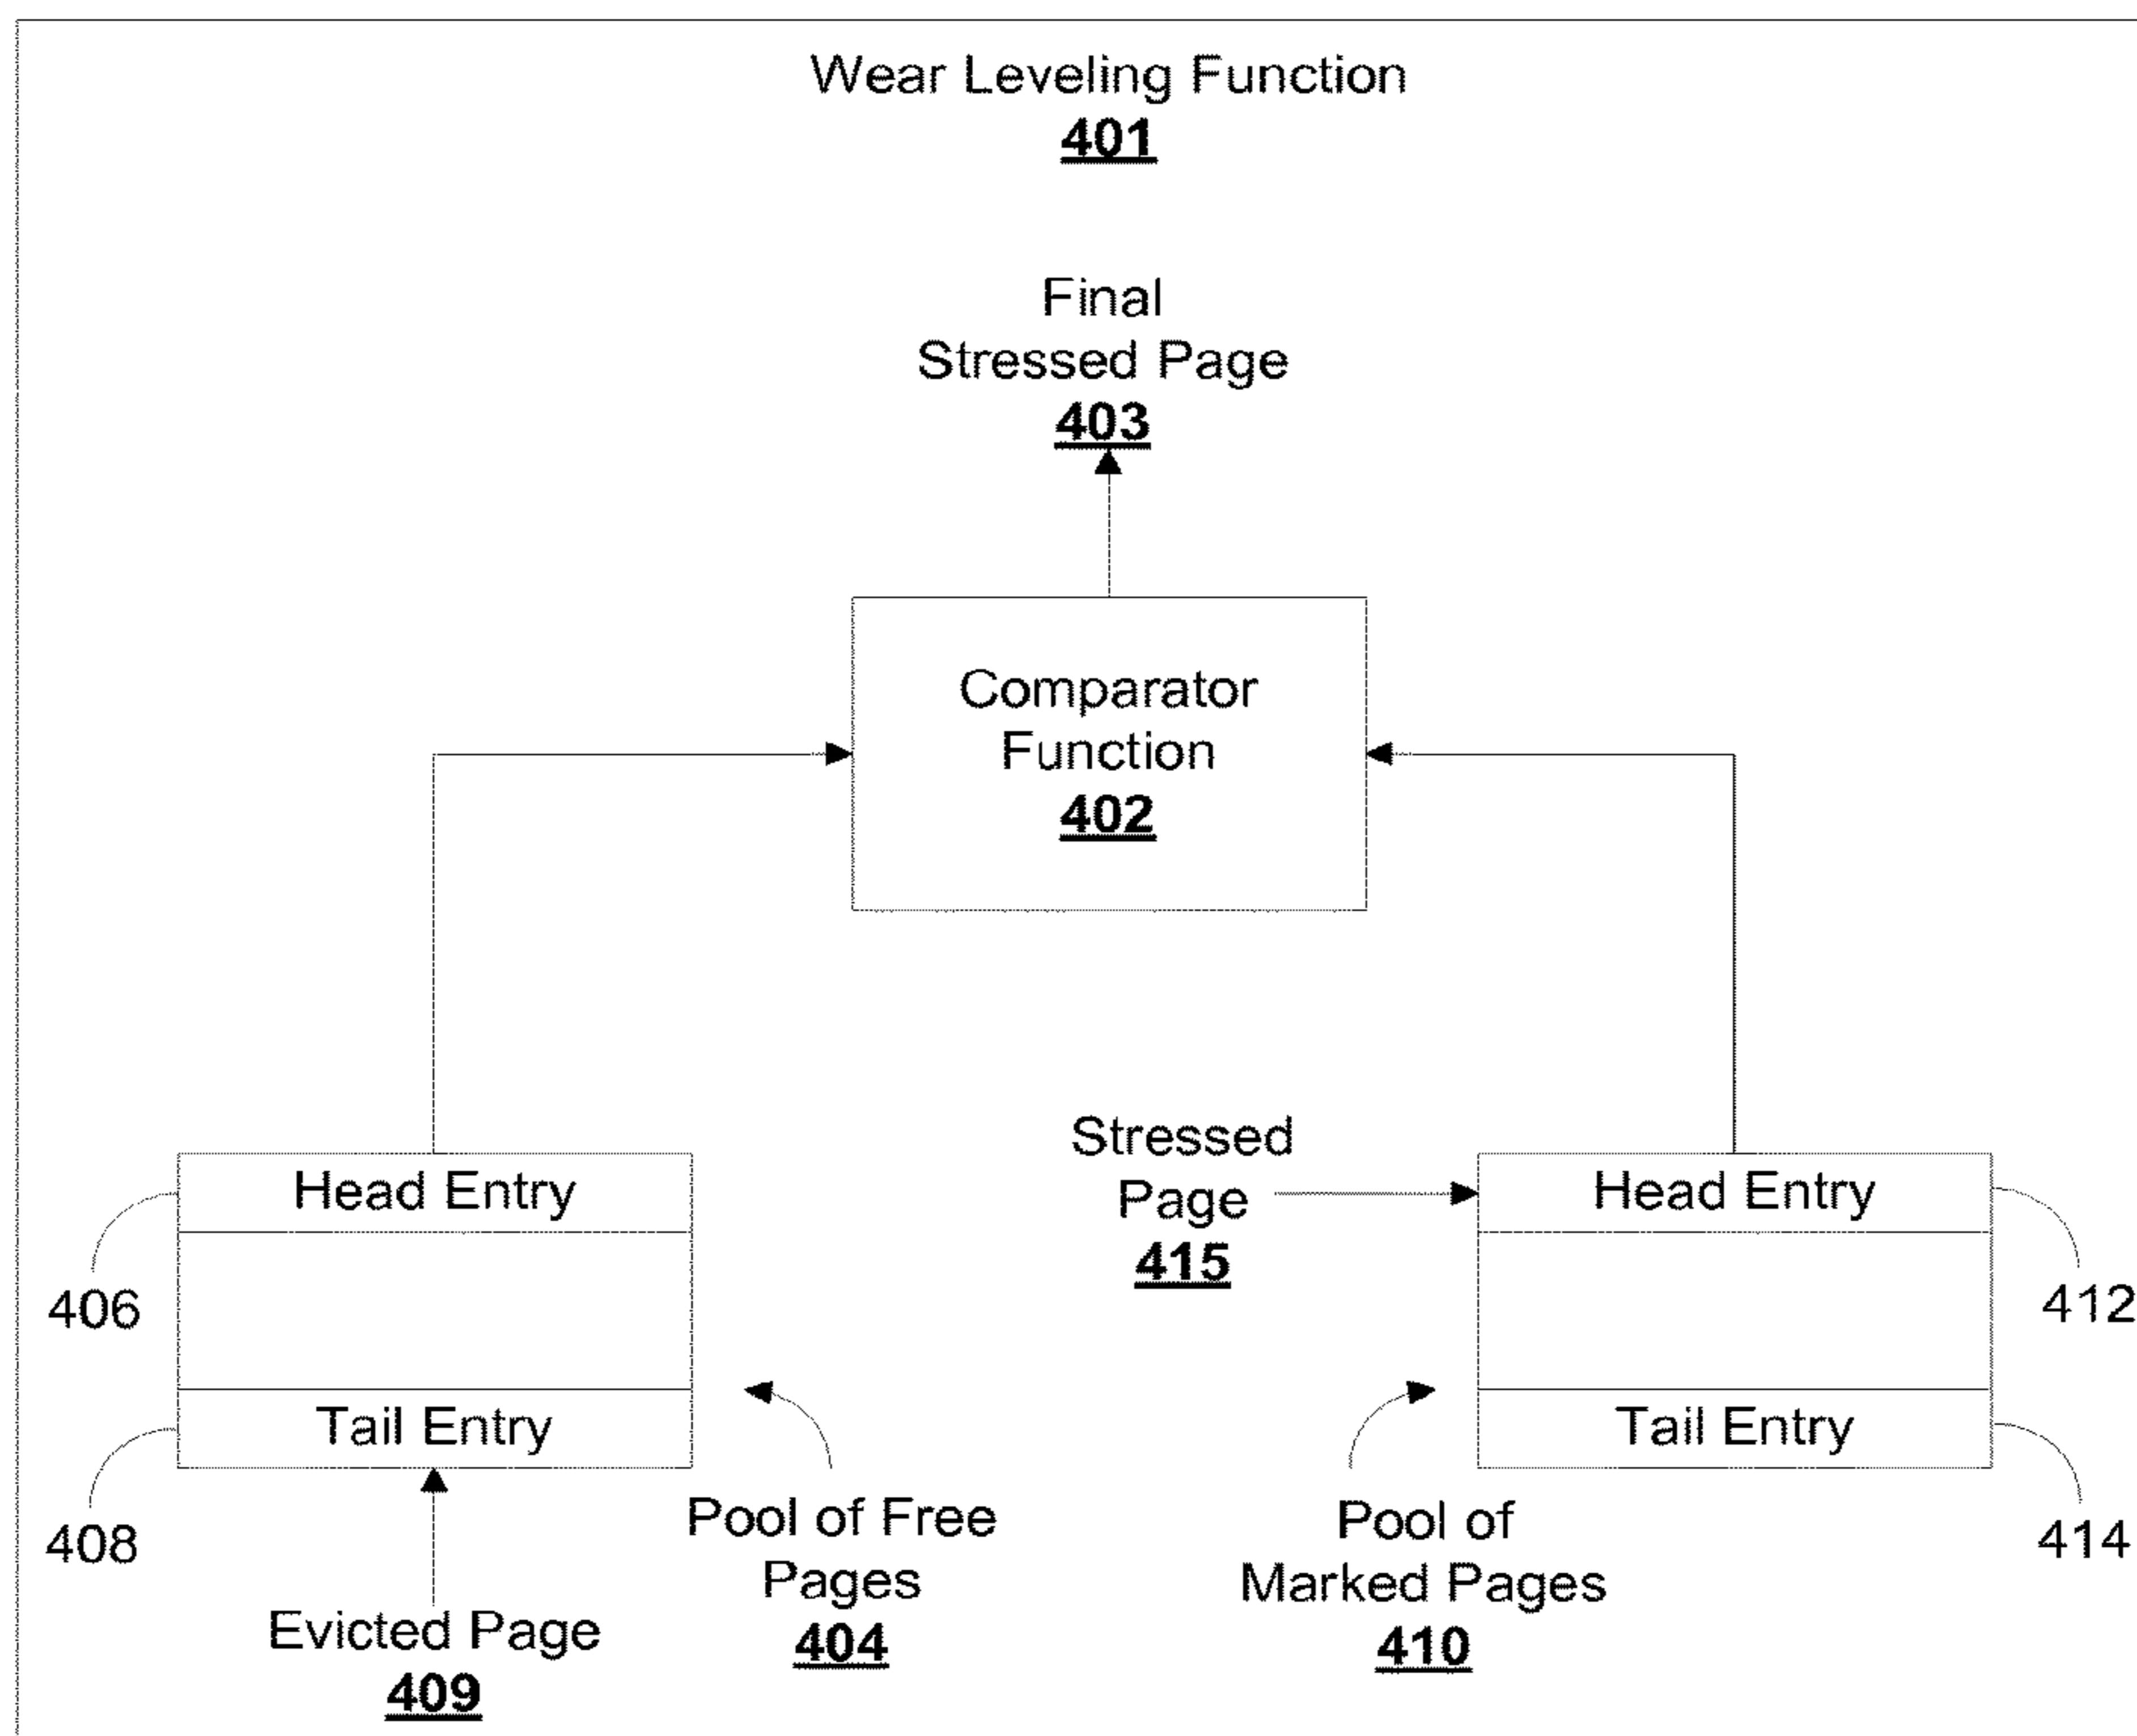 Wear Leveling Function
401
Final
Stressed Page
403
Comparator
Function
402
Stressed
Page
415
Head Entry
Head Entry
406
412
Tail Entry
Tail Entry
408
414
Pool of Free
Pages
404
Pool of
Marked Pages
410
Evicted Page
409